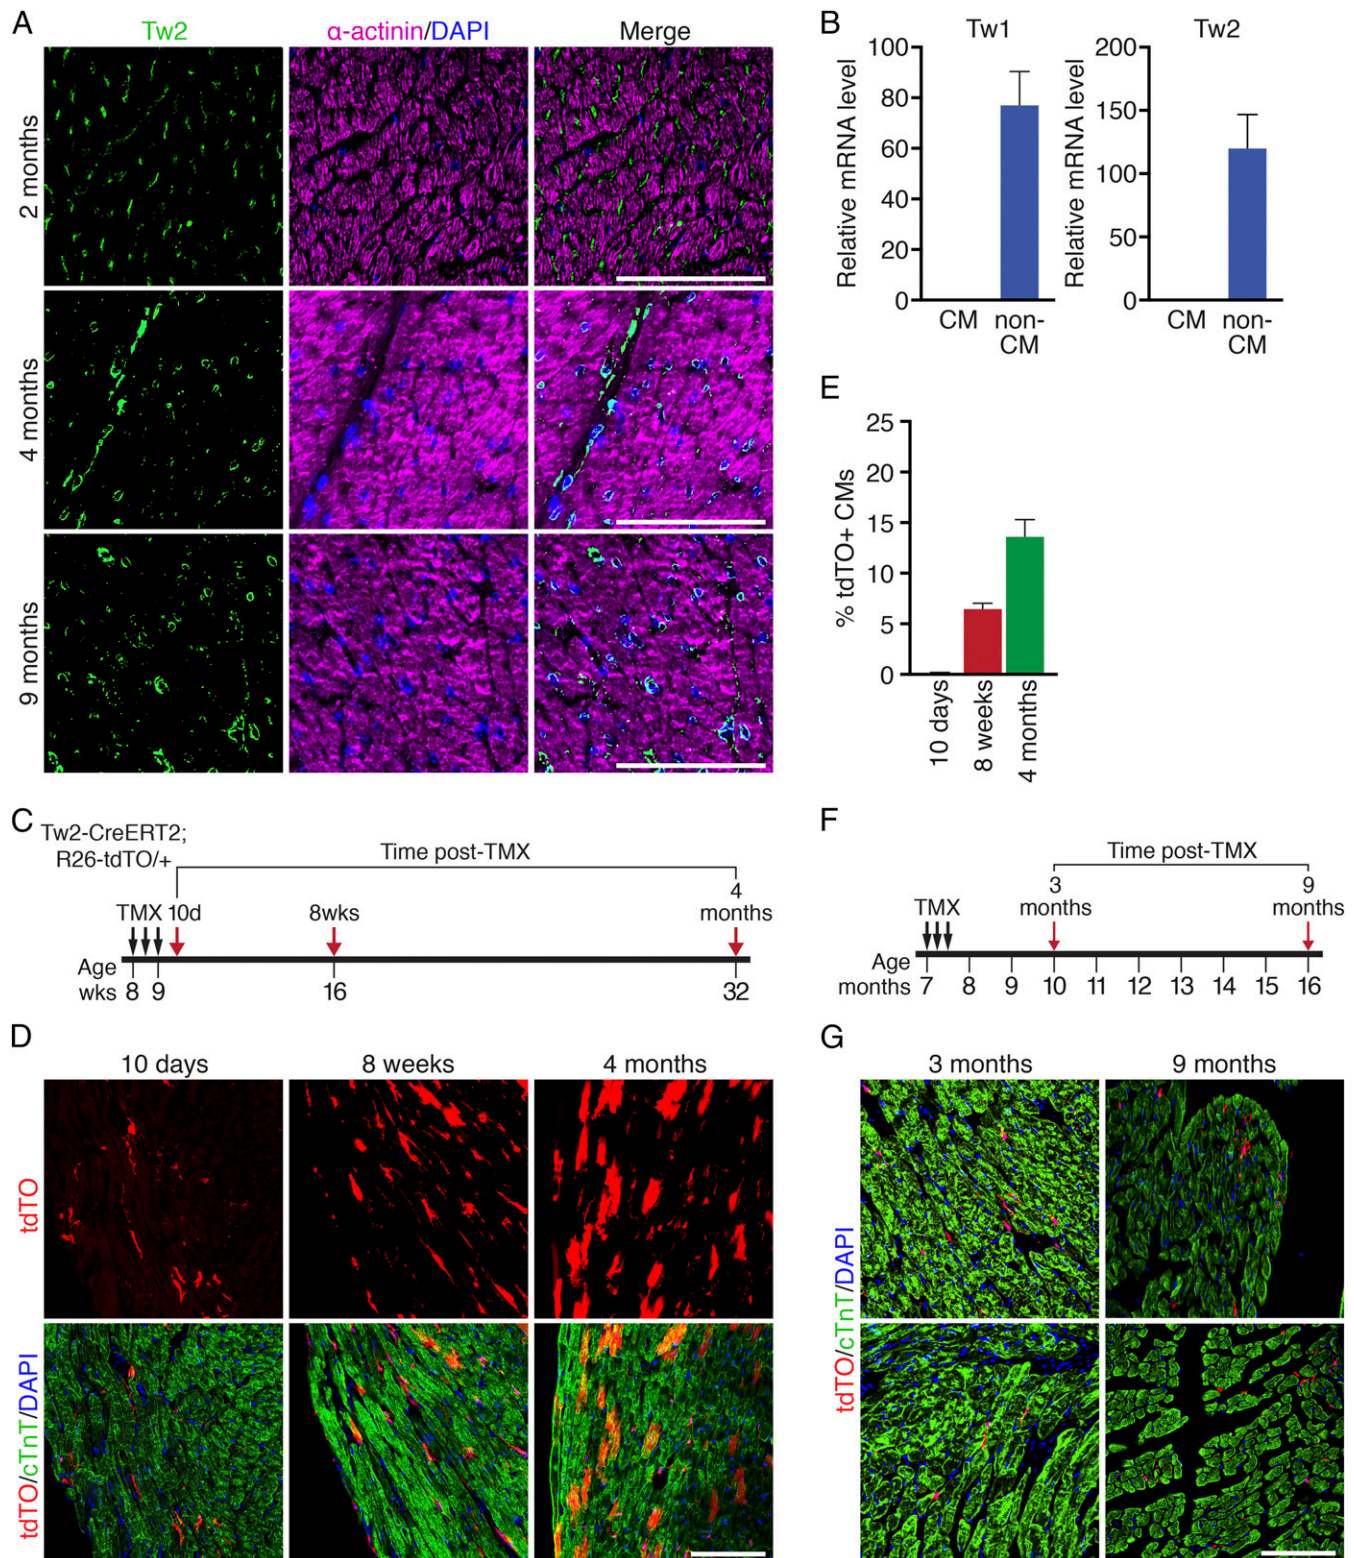 A
Tw2
α-actinin/DAPI
Merge
2 months
4 months
9 months
B
Tw1
Relative mRNA level
100
80
60
40
20
0
CM
non-
CM
Tw2
Relative mRNA level
200
150
100
50
0
CM
non-
CM
E
% tdTO+ CMs
25
20
15
10
5
0
10 days
8 weeks
4 months
C
Tw2-CreERT2;
R26-tdTO/+
Time post-TMX
TMX
10d
8wks
4
months
Age
wks
8
9
16
32
F
Time post-TMX
TMX
3
months
9
months
Age
months
7
8
9
10
11
12
13
14
15
16
D
10 days
8 weeks
4 months
tdTO
tdTO/cTnT/DAPI
G
3 months
9 months
tdTO/cTnT/DAPI